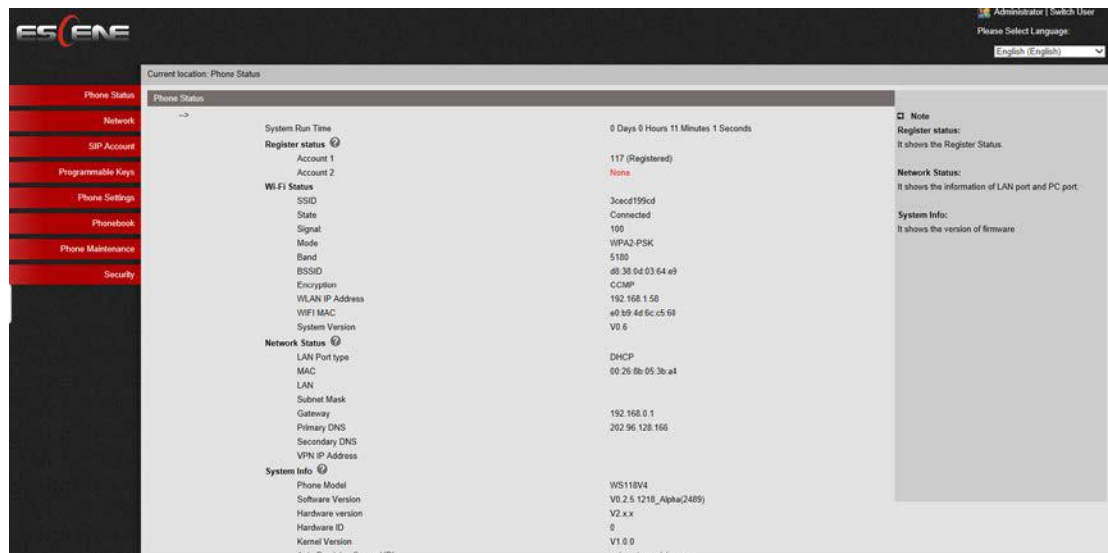 ESCENE
Administrator | Switch User
Please Select Language:
English (English)
Current location: Phone Status
Phone Status
Network
SIP Account
Programmable Keys
Phone Settings
Phonebook
Phone Maintenance
Security
Phone Status
-->
System Run Time 0 Days 0 Hours 11 Minutes 1 Seconds
Register status
Account 1 117 (Registered)
Account 2 None
Wi-Fi Status
SSID 3cecd199cd
State Connected
Signal 100
Mode WPA2-PSK
Band 5180
BSSID d8:38:0d:03:64:e9
Encryption CCMP
WLAN IP Address 192.168.1.58
WIFI MAC e0:b9:4d:6c:c5:60
System Version V0.6
Network Status
LAN Port type DHCP
MAC 00:26:8b:05:3b:a4
LAN
Subnet Mask
Gateway 192.168.0.1
Primary DNS 202.96.128.166
Secondary DNS
VPN IP Address
System Info
Phone Model WS118V4
Software Version V0.2.5.1218_Alpha(2489)
Hardware version V2.x.x
Hardware ID 0
Kernel Version V1.0.0
Note
Register status:
It shows the Register Status.
Network Status:
It shows the information of LAN port and PC port.
System Info:
It shows the version of firmware